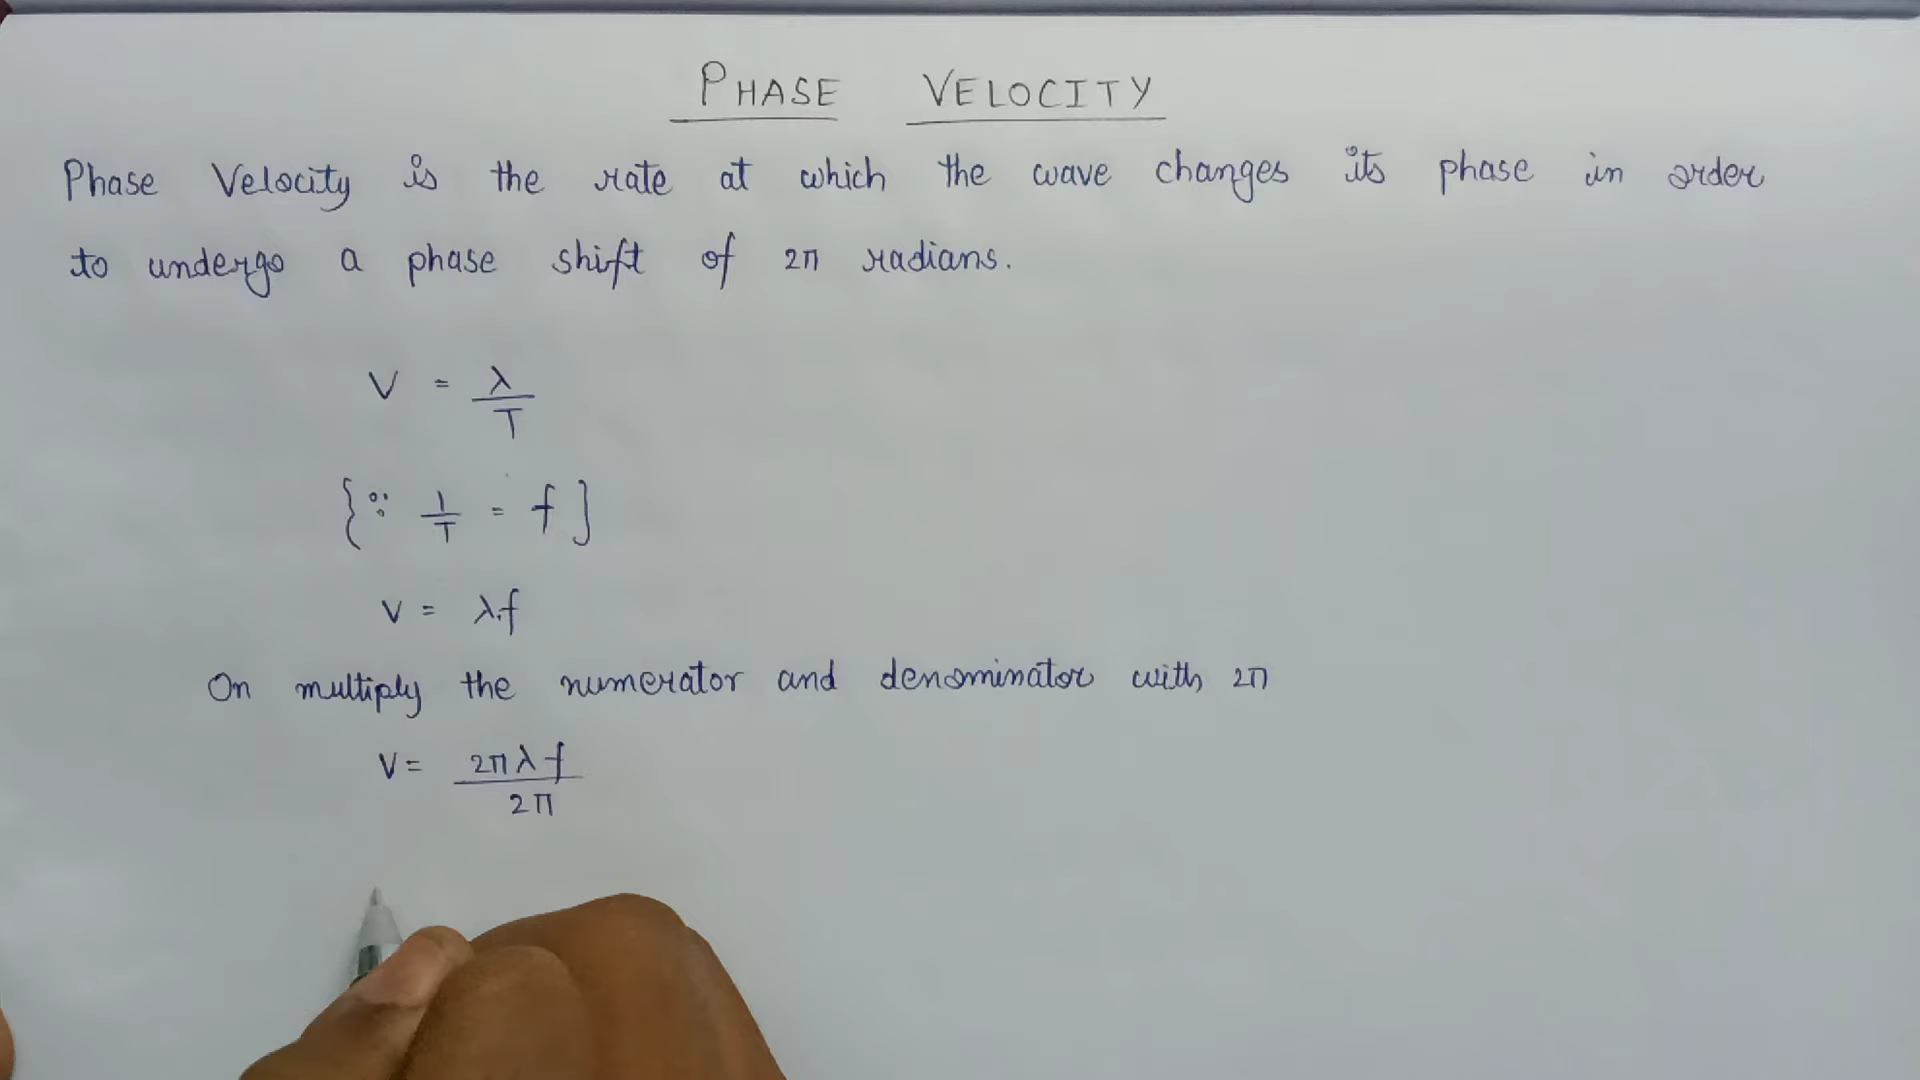 PHASE VELOCITY
Phase Velocity is the rate at which the wave changes its phase in order
to undergo a phase shift of 2π radians.
V = λ/T
{∵ 1/T = f]
V = λ.f
On multiply the numerator and denominator with 2π
V = 2πλf/2π